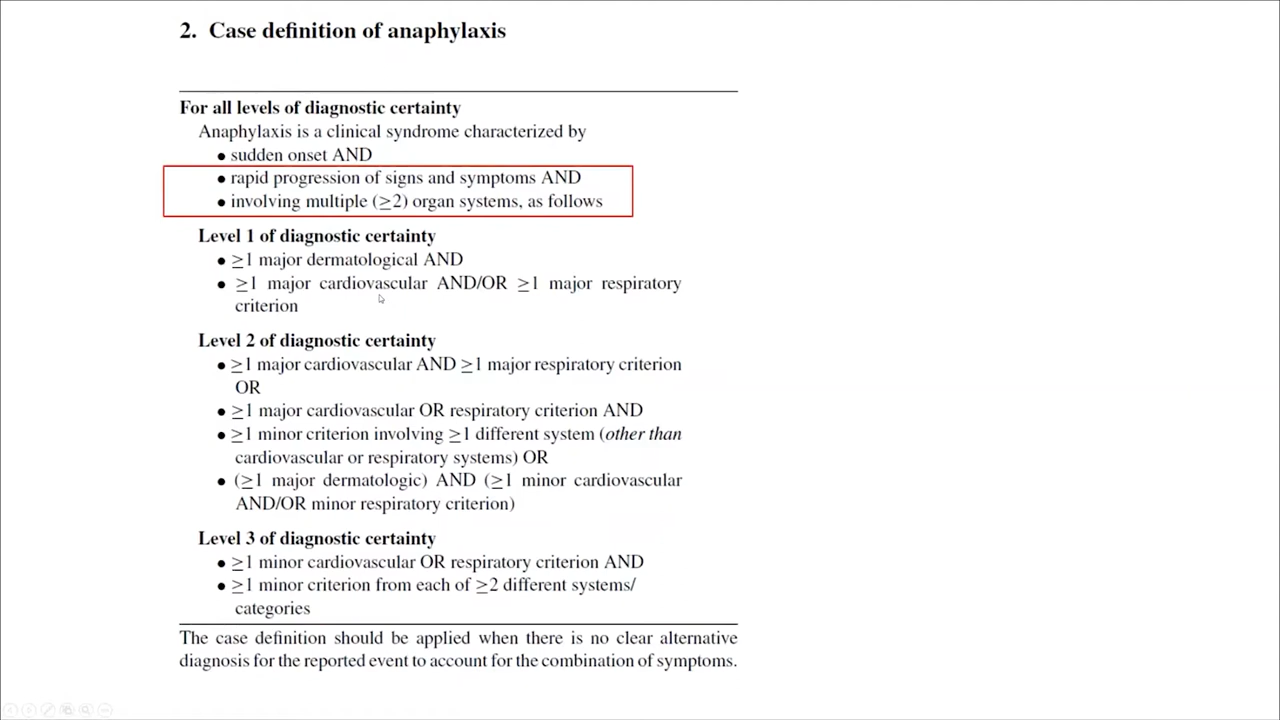 2. Case definition of anaphylaxis
For all levels of diagnostic certainty
Anaphylaxis is a clinical syndrome characterized by
• sudden onset AND
• rapid progression of signs and symptoms AND
• involving multiple (≥2) organ systems, as follows
Level 1 of diagnostic certainty
• ≥1 major dermatological AND
• ≥1 major cardiovascular AND/OR ≥1 major respiratory
criterion
Level 2 of diagnostic certainty
• ≥1 major cardiovascular AND ≥1 major respiratory criterion
OR
• ≥1 major cardiovascular OR respiratory criterion AND
• ≥1 minor criterion involving ≥1 different system (other than
cardiovascular or respiratory systems) OR
• (≥1 major dermatologic) AND (≥1 minor cardiovascular
AND/OR minor respiratory criterion)
Level 3 of diagnostic certainty
• ≥1 minor cardiovascular OR respiratory criterion AND
• ≥1 minor criterion from each of ≥2 different systems/
categories
The case definition should be applied when there is no clear alternative
diagnosis for the reported event to account for the combination of symptoms.